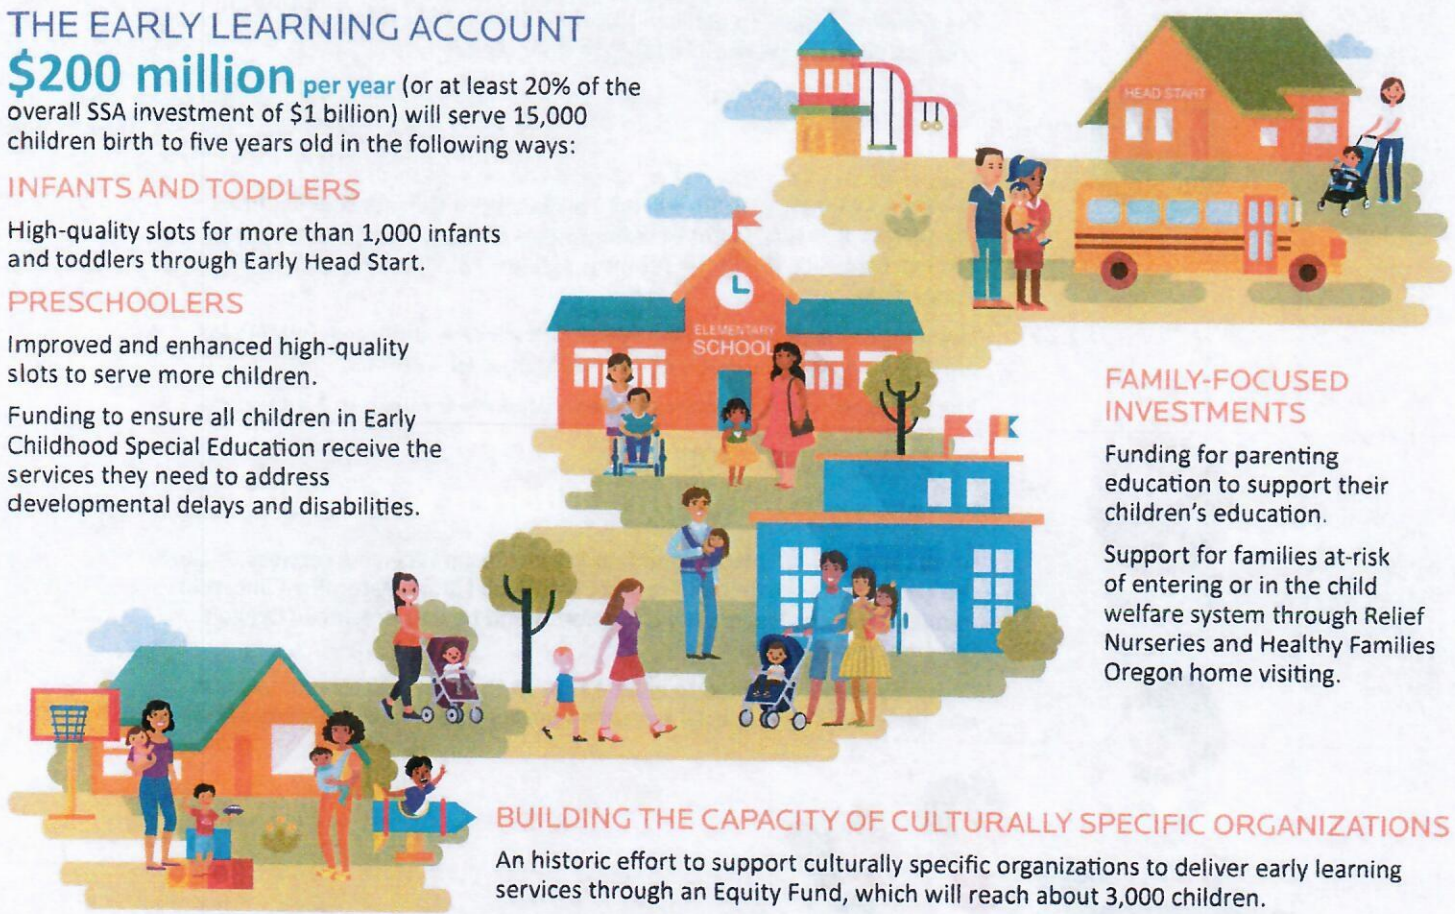 THE EARLY LEARNING ACCOUNT
$200 million per year (or at least 20% of the
overall SSA investment of $1 billion) will serve 15,000
children birth to five years old in the following ways:
INFANTS AND TODDLERS
High-quality slots for more than 1,000 infants
and toddlers through Early Head Start.
PRESCHOOLERS
Improved and enhanced high-quality
slots to serve more children.
Funding to ensure all children in Early
Childhood Special Education receive the
services they need to address
developmental delays and disabilities.
HEAD START
ELEMENTARY
SCHOOL
FAMILY-FOCUSED
INVESTMENTS
Funding for parenting
education to support their
children's education.
Support for families at-risk
of entering or in the child
welfare system through Relief
Nurseries and Healthy Families
Oregon home visiting.
BUILDING THE CAPACITY OF CULTURALLY SPECIFIC ORGANIZATIONS
An historic effort to support culturally specific organizations to deliver early learning
services through an Equity Fund, which will reach about 3,000 children.